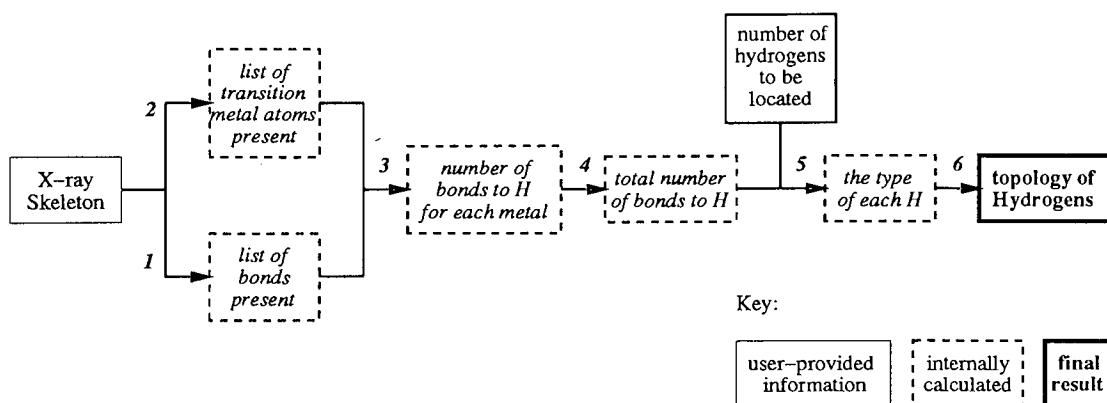 X–ray
Skeleton
2
list of
transition
metal atoms
present
1
list of
bonds
present
3
number of
bonds to H
for each metal
4
total number
of bonds to H
number of
hydrogens
to be
located
5
the type
of each H
6
topology of
Hydrogens
Key:
user–provided
information
internally
calculated
final
result